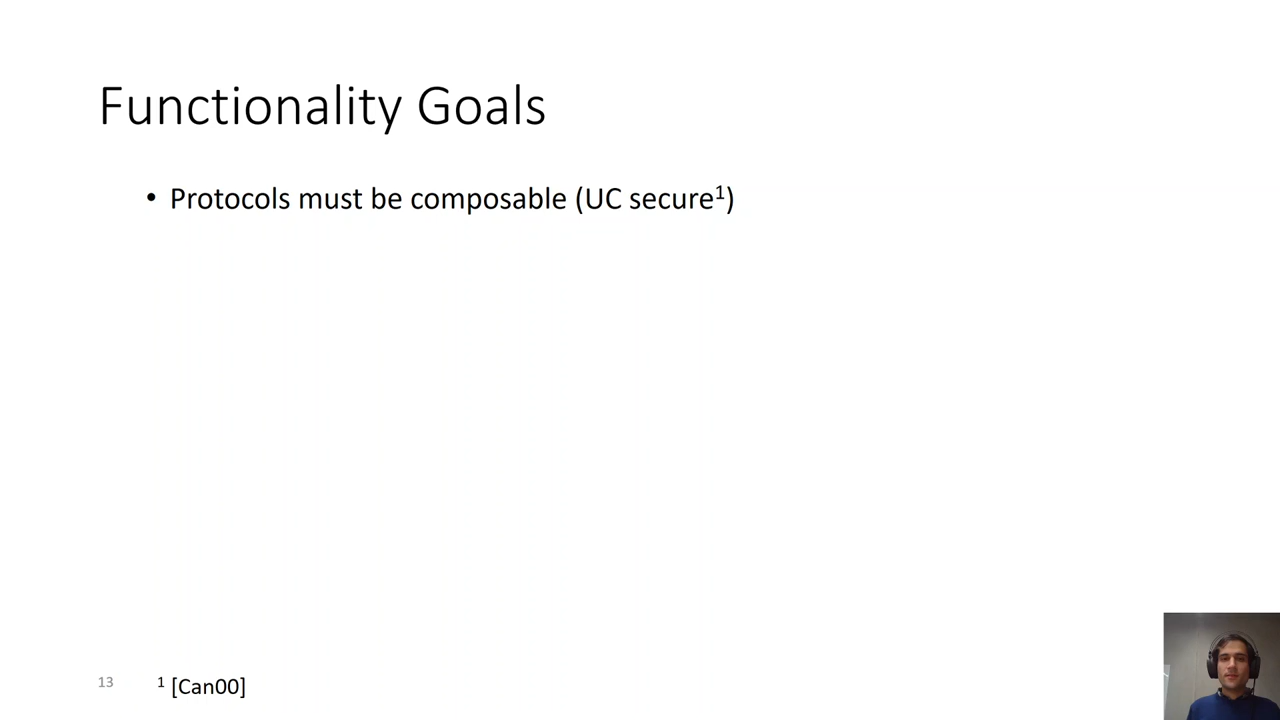 Functionality Goals
• Protocols must be composable (UC secure¹)
13 ¹ [Can00]